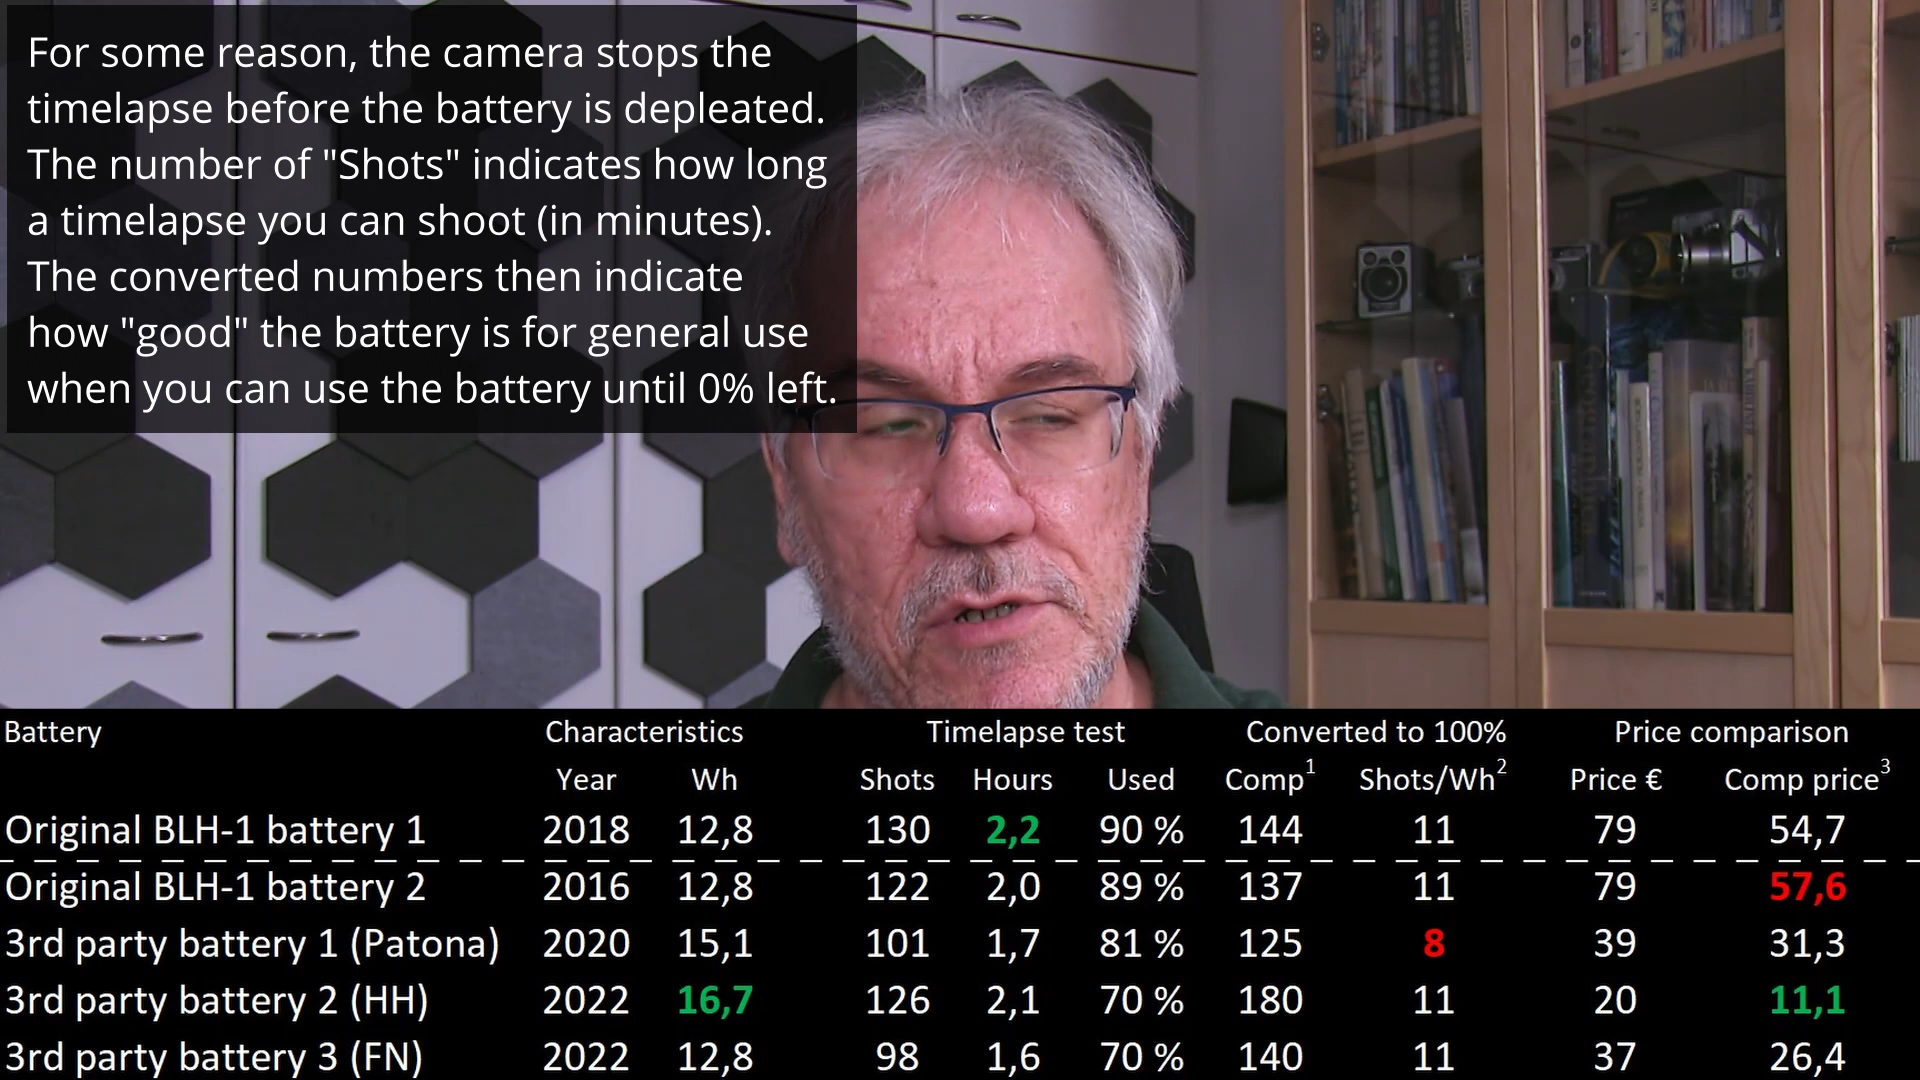 For some reason, the camera stops the
timelapse before the battery is depleated.
The number of "Shots" indicates how long
a timelapse you can shoot (in minutes).
The converted numbers then indicate
how "good" the battery is for general use
when you can use the battery until 0% left.
Battery Characteristics Timelapse test Converted to 100% Price comparison
Year Wh Shots Hours Used Comp1 Shots/Wh2 Price € Comp price3
Original BLH-1 battery 1 2018 12,8 130 2,2 90 % 144 11 79 54,7
Original BLH-1 battery 2 2016 12,8 122 2,0 89 % 137 11 79 57,6
3rd party battery 1 (Patona) 2020 15,1 101 1,7 81 % 125 8 39 31,3
3rd party battery 2 (HH) 2022 16,7 126 2,1 70 % 180 11 20 11,1
3rd party battery 3 (FN) 2022 12,8 98 1,6 70 % 140 11 37 26,4